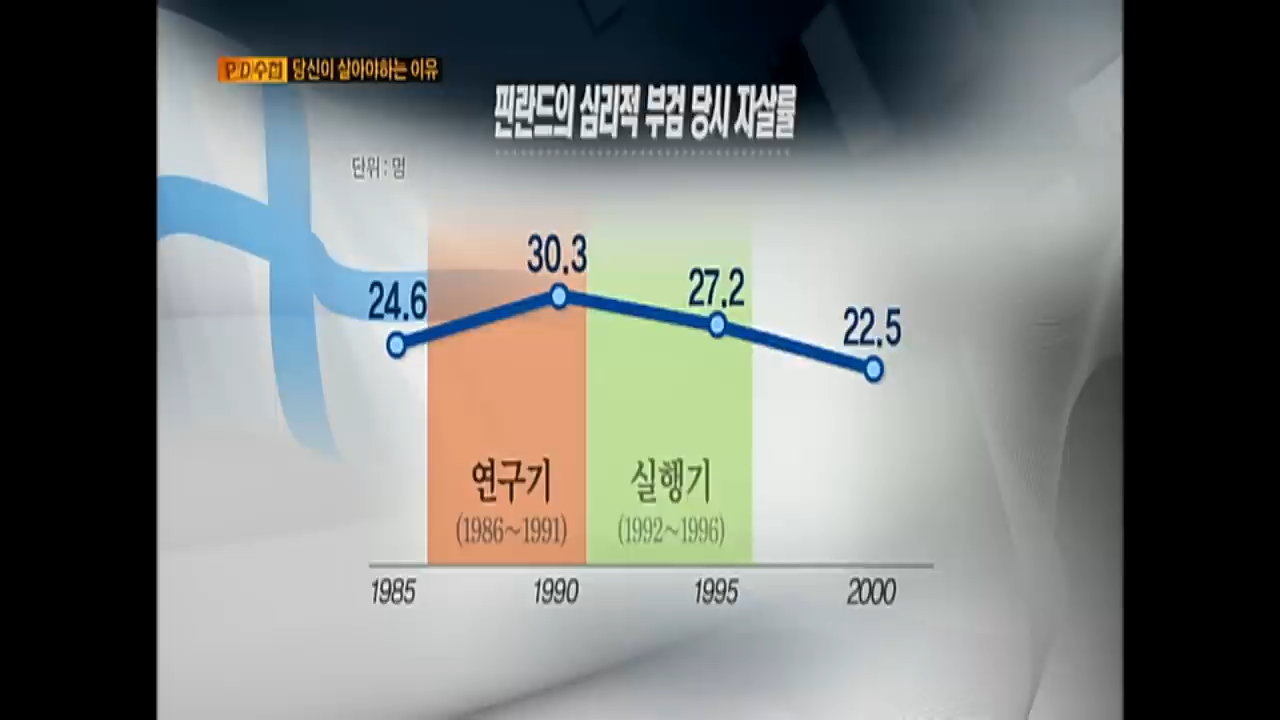 PD수첩 당신이 살아야하는 이유
핀란드의 심리적 부검 당시 자살률
단위 : 명
24.6
30.3
27.2
22.5
연구기
(1986~1991)
실행기
(1992~1996)
1985 1990 1995 2000